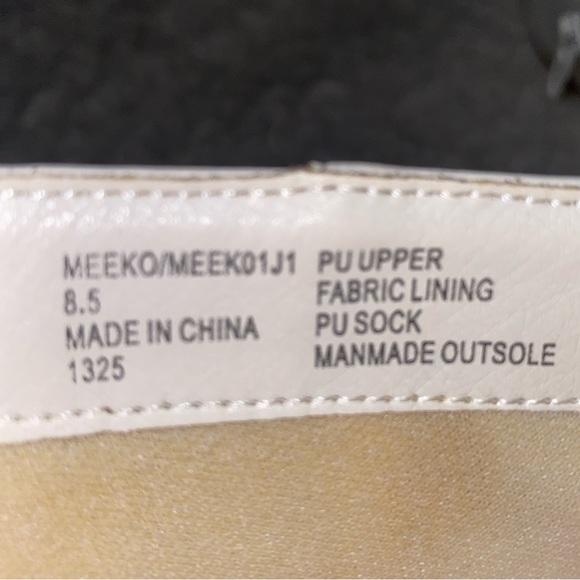 MEEKO/MEEK01J1
8.5
MADE IN CHINA
1325
PU UPPER
FABRIC LINING
PU SOCK
MANMADE OUTSOLE